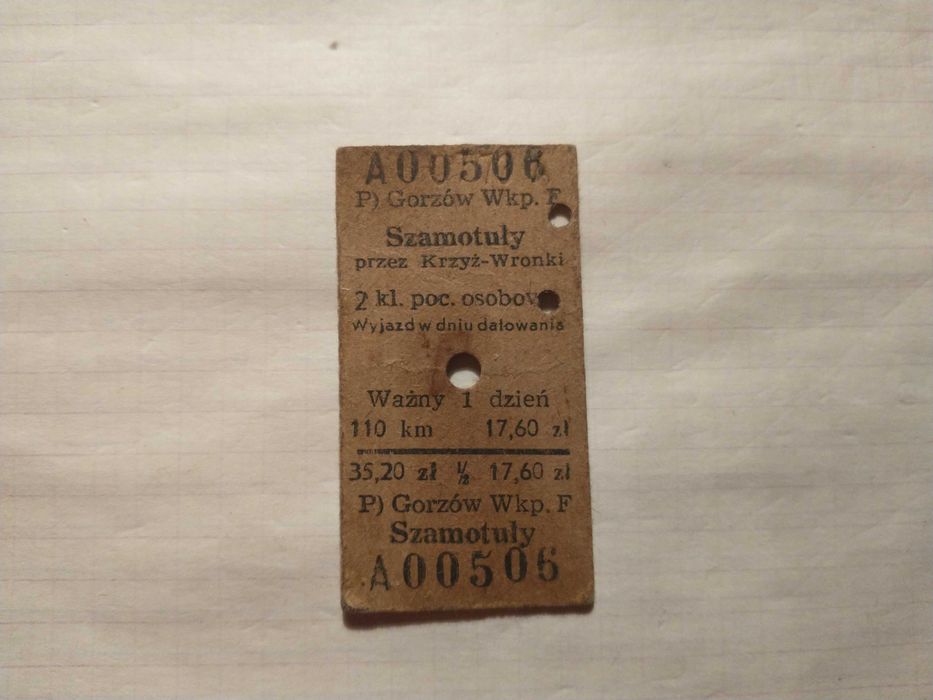 A00506
P) Gorzów Wkp. F
Szamotuły
przez Krzyż-Wronki
2 kl. poc. osobow
Wyjazd w dniu datowania
Ważny 1 dzień
110 km 17,60 zł
35,20 zł ½ 17,60 zł
P) Gorzów Wkp. F
Szamotuły
A00506